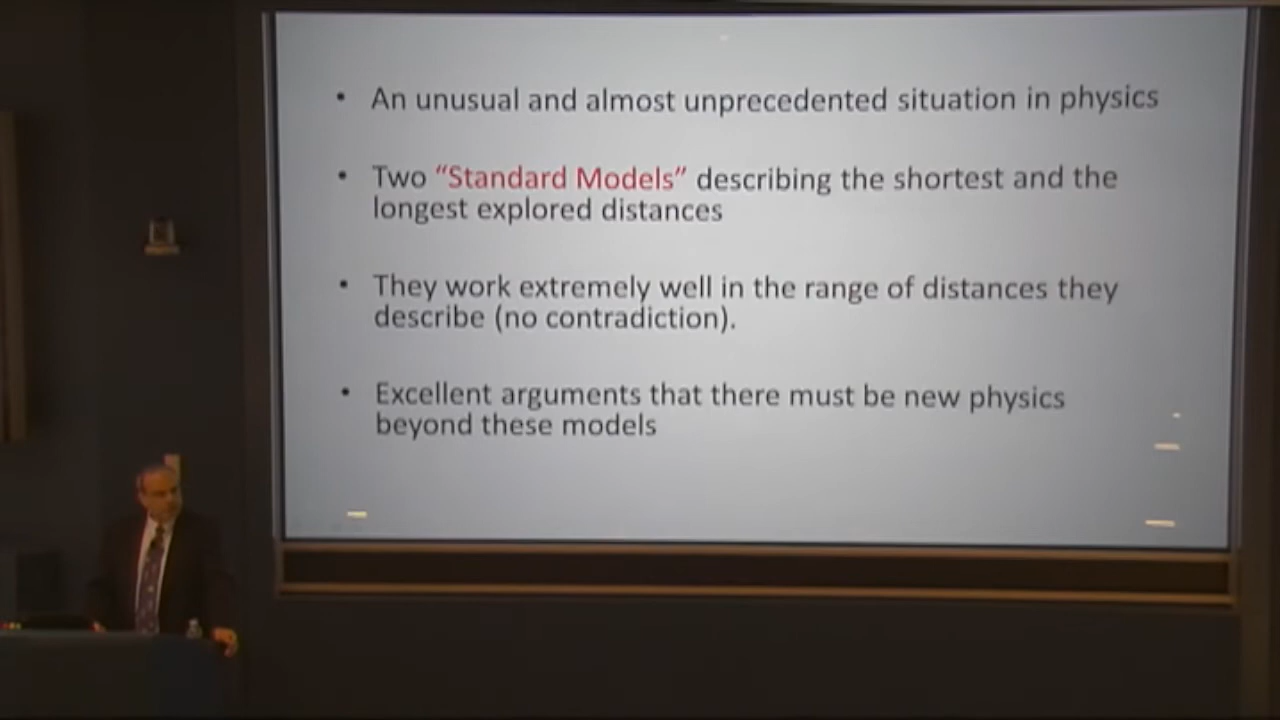 • An unusual and almost unprecedented situation in physics
• Two “Standard Models” describing the shortest and the
longest explored distances
• They work extremely well in the range of distances they
describe (no contradiction).
• Excellent arguments that there must be new physics
beyond these models